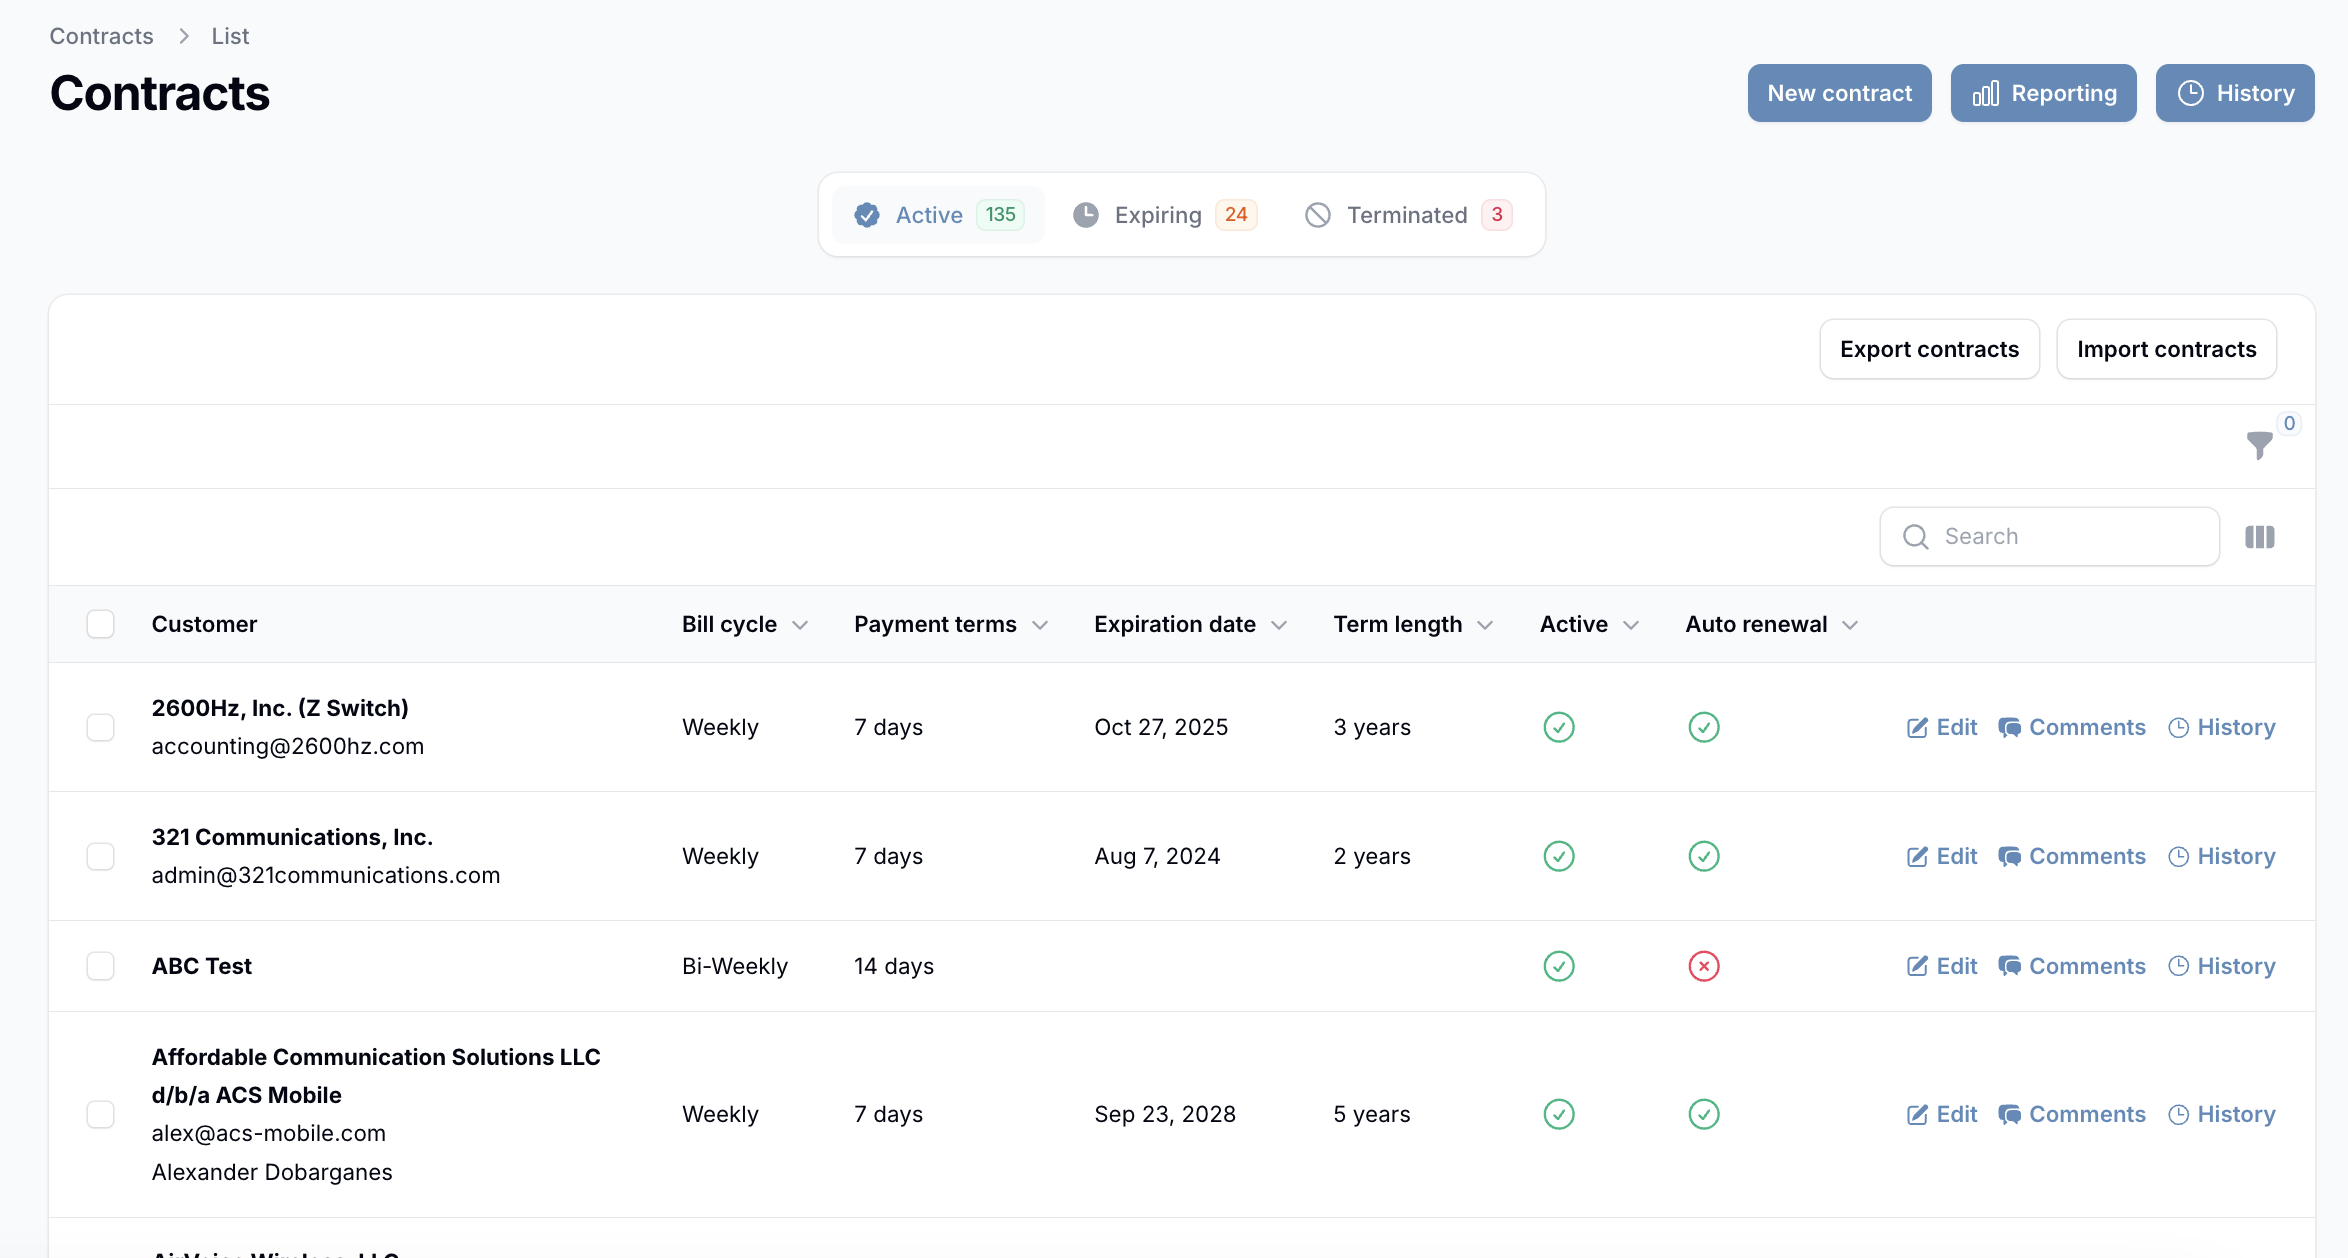 Contracts > List
Contracts
New contract
Reporting
History
Active 135
Expiring 24
Terminated 3
Export contracts
Import contracts
0
Search
Customer Bill cycle Payment terms Expiration date Term length Active Auto renewal
2600Hz, Inc. (Z Switch)
accounting@2600hz.com
Weekly 7 days Oct 27, 2025 3 years Edit Comments History
321 Communications, Inc.
admin@321communications.com
Weekly 7 days Aug 7, 2024 2 years Edit Comments History
ABC Test Bi-Weekly 14 days Edit Comments History
Affordable Communication Solutions LLC
d/b/a ACS Mobile
alex@acs-mobile.com
Alexander Dobarganes
Weekly 7 days Sep 23, 2028 5 years Edit Comments History